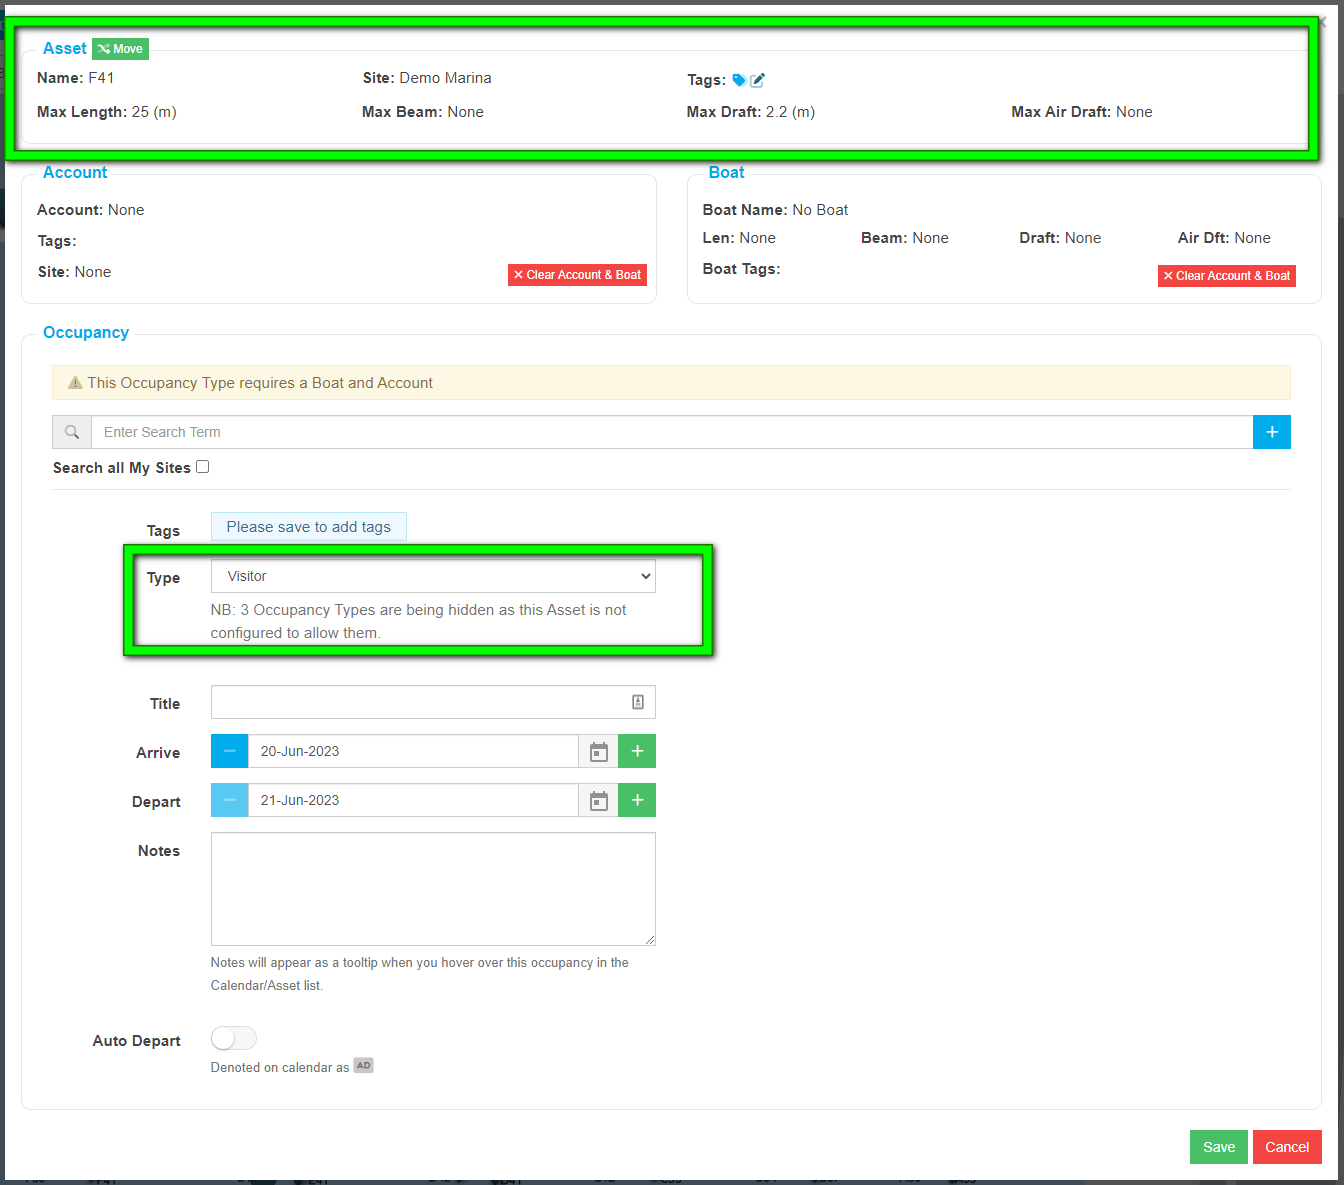 Asset Move
Name: F41 Site: Demo Marina Tags:
Max Length: 25 (m) Max Beam: None Max Draft: 2.2 (m) Max Air Draft: None
Account
Account: None
Tags:
Site: None
× Clear Account & Boat
Boat
Boat Name: No Boat
Len: None Beam: None Draft: None Air Dft: None
Boat Tags:
× Clear Account & Boat
Occupancy
This Occupancy Type requires a Boat and Account
Enter Search Term +
Search all My Sites
Tags Please save to add tags
Type Visitor
NB: 3 Occupancy Types are being hidden as this Asset is not
configured to allow them.
Title
Arrive − 20-Jun-2023 +
Depart − 21-Jun-2023 +
Notes
Notes will appear as a tooltip when you hover over this occupancy in the
Calendar/Asset list.
Auto Depart
Denoted on calendar as AD
Save Cancel